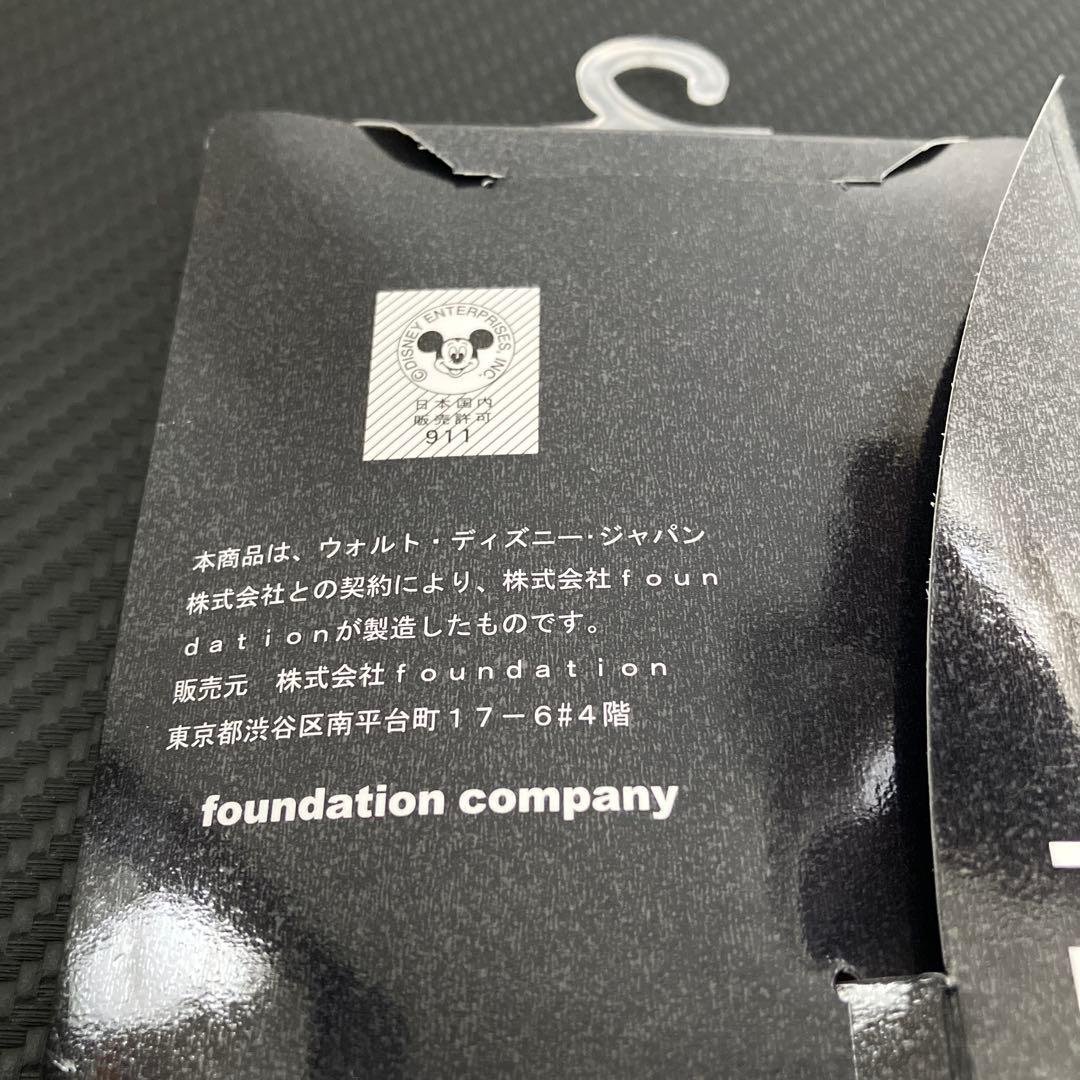 ©DISNEY ENTERPRISES, INC.
日本国内
販売許可
911
本商品は、ウォルト・ディズニー・ジャパン
株式会社との契約により、株式会社ｆｏｕｎ
ｄａｔｉｏｎが製造したものです。
販売元　株式会社ｆｏｕｎｄａｔｉｏｎ
東京都渋谷区南平台町１７－６#４階
foundation company